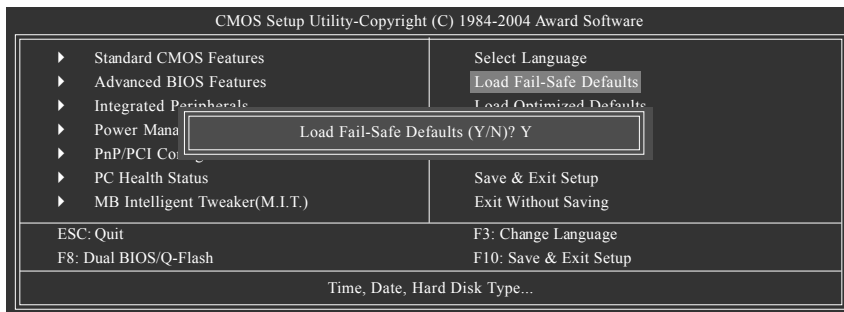 CMOS Setup Utility-Copyright (C) 1984-2004 Award Software
Standard CMOS Features
Advanced BIOS Features
Integrated Peripherals
Power
PnP/PCI
PC Health Status
MB Intelligent Tweaker(M.I.T.)
Select Language
Load Fail-Safe Defaults
Load Optimized Defaults
Save & Exit Setup
Exit Without Saving
Load Fail-Safe Defaults (Y/N)? Y
ESC: Quit
F8: Dual BIOS/Q-Flash
F3: Change Language
F10: Save & Exit Setup
Time, Date, Hard Disk Type...